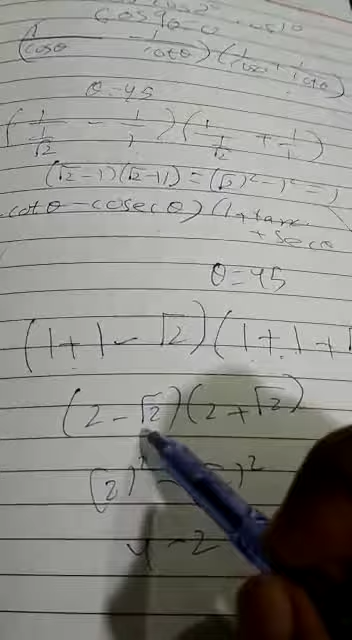 (1/cosθ - 1/cotθ)(1/cosθ + 1/cotθ)
θ=45
(1/(1/√2) - 1/1)(1/(1/√2) + 1/1)
(√2-1)(√2+1) = (√2)²-1² = 1
cotθ-cosecθ)(1+tan
+secθ
θ=45
(1+1-√2)(1+1+√
(2-√2)(2+√2)
(2)² - )²
4-2